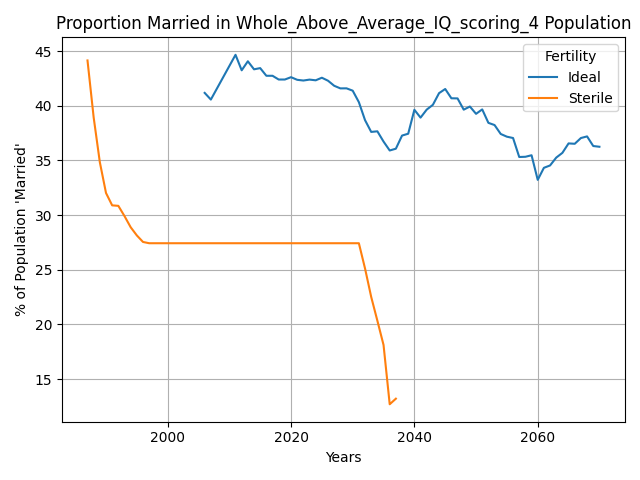 Proportion Married in Whole_Above_Average_IQ_scoring_4 Population
Fertility
Ideal
Sterile
% of Population 'Married'
45
40
35
30
25
20
15
2000
2020
2040
2060
Years